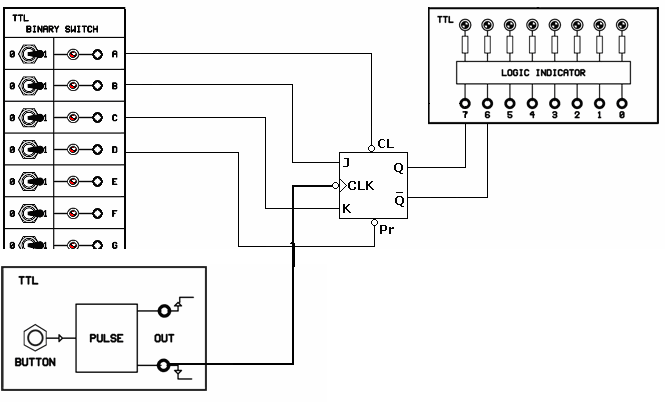 TTL
BINARY SWITCH
0 1 A
0 1 B
0 1 C
0 1 D
0 1 E
0 1 F
0 1 G
TTL
LOGIC INDICATOR
7 6 5 4 3 2 1 0
CL
J Q
CLK
K Q
Pr
TTL
PULSE OUT
BUTTON